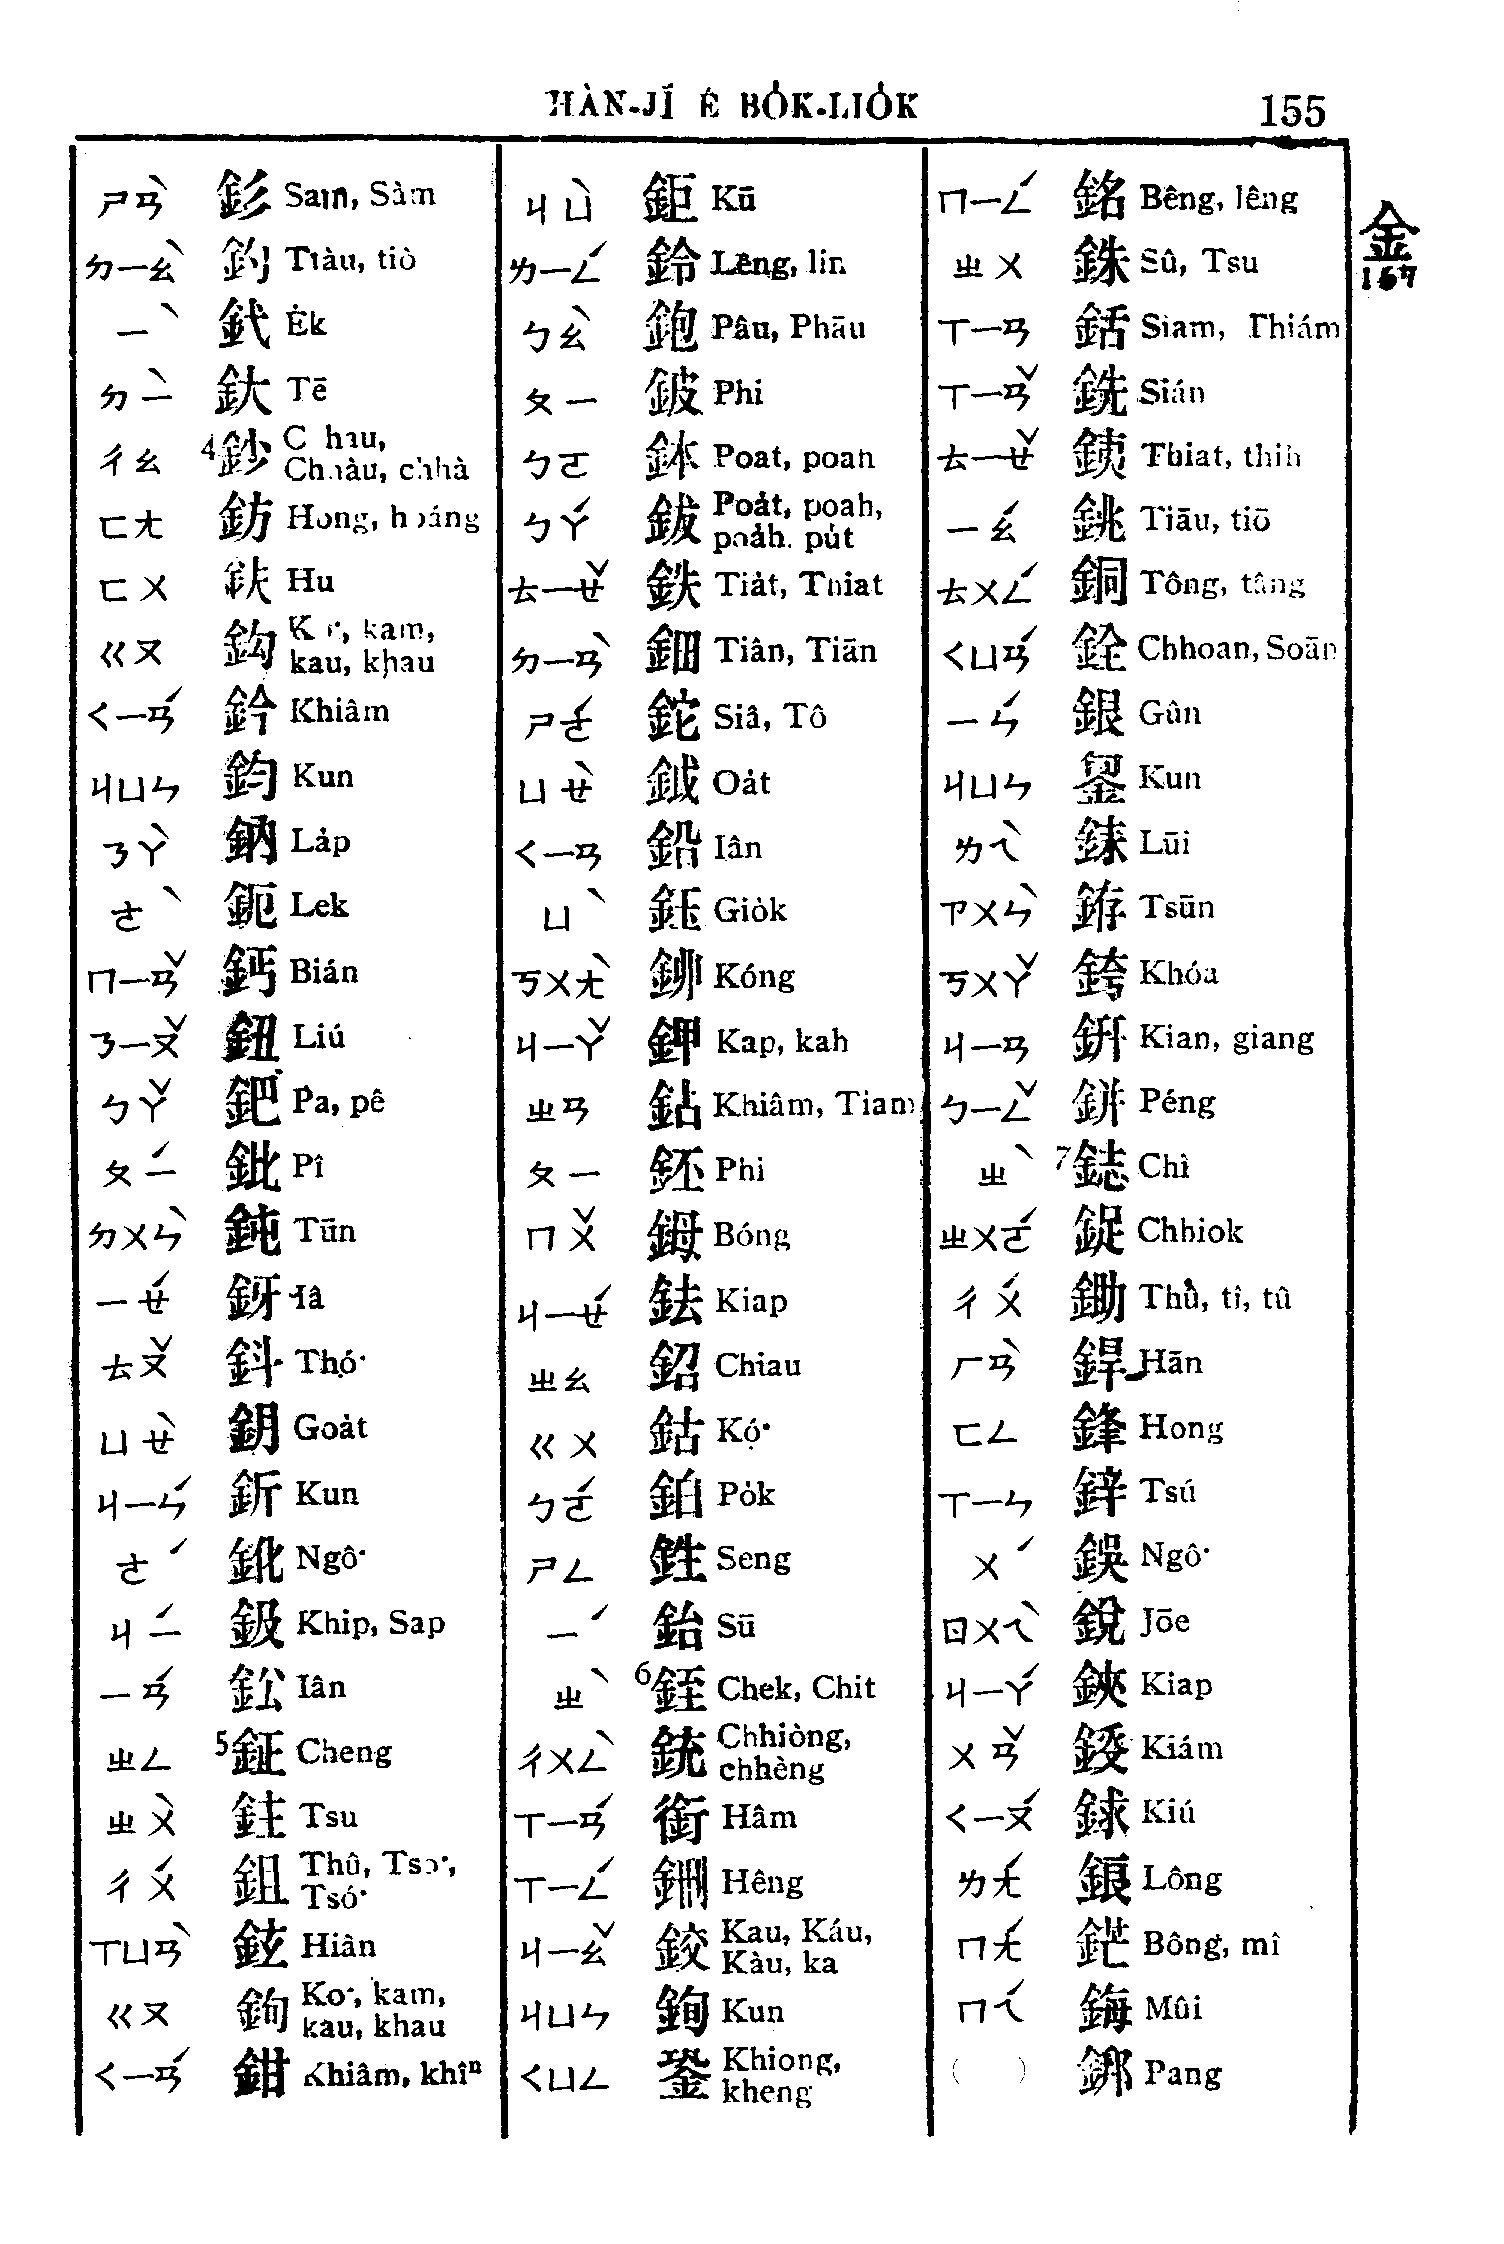 HÀN-JĪ Ê BO̍K-LIO̍K
155
金
167
ㄕㄢˋ 釤 Sam, Sàm
ㄉㄧㄠˋ 釣 Tiàu, tiò
ㄧˋ 釴 E̍k
ㄉㄧˋ 釱 Tē
ㄔㄠ 4 鈔 Chhau, Chhàu, chhà
ㄈㄤ 鈁 Hong, hoáng
ㄈㄨ 鈇 Hu
ㄍㄡ 鈎 Ko͘, kam, kau, khau
ㄑㄧㄢˊ 鈐 Khiâm
ㄐㄩㄣ 鈞 Kun
ㄋㄚˋ 鈉 La̍p
ㄜˋ 鈪 Lek
ㄇㄧㄢˇ 鈣 Bián
ㄋㄧㄡˇ 鈕 Liú
ㄅㄚˇ 鈀 Pa, pê
ㄆㄧˊ 鈚 Pî
ㄉㄨㄣˋ 鈍 Tūn
ㄧㄝˊ 釾 Iâ
ㄊㄡˇ 鈄 Thó͘
ㄩㄝˋ 鈅 Goa̍t
ㄐㄧㄣˊ 釿 Kun
ㄜˊ 鈋 Ngô͘
ㄐㄧˊ 鈒 Khip, Sap
ㄧㄢˊ 鈆 Iân
ㄓㄥ 5 鉦 Cheng
ㄓㄨˋ 鉒 Tsu
ㄔㄨˊ 鉏 Thû, Tso͘, Tsó͘
ㄒㄩㄢˋ 鉉 Hiân
ㄍㄡ 鉤 Ko͘, kam, kau, khau
ㄑㄧㄢˊ 鉗 Khiâm, khîⁿ
ㄐㄩˋ 鉅 Kū
ㄌㄧㄥˊ 鈴 Lêng, lin
ㄅㄠˋ 鉋 Pâu, Phāu
ㄆㄧ 鈹 Phi
ㄅㄛ 鉢 Poat, poah
ㄅㄚˊ 鈸 Poa̍t, poah, poa̍h, pu̍t
ㄊㄧㄝˇ 鉄 Tia̍t, Thiat
ㄉㄧㄢˋ 鈿 Tiân, Tiān
ㄕㄜˊ 鉈 Siâ, Tô
ㄩㄝˋ 鉞 Oa̍t
ㄑㄧㄢ 鉛 Iân
ㄩˋ 鈺 Gio̍k
ㄎㄨㄤˋ 鉚 Kóng
ㄐㄧㄚˇ 鉀 Kap, kah
ㄓㄢ 鉆 Khiâm, Tiam
ㄆㄧ 鉟 Phi
ㄇㄨˇ 鉧 Bóng
ㄐㄧㄝˊ 鉣 Kiap
ㄓㄠ 鉊 Chiau
ㄍㄨ 鈷 Kó͘
ㄅㄛˊ 鉑 Po̍k
ㄕㄥ 鉎 Seng
ㄧˊ 鈶 Sū
ㄓˋ 6 銍 Chek, Chit
ㄔㄨㄥˋ 銃 Chhiòng, chhèng
ㄒㄧㄢˊ 銜 Hâm
ㄒㄧㄥˊ 鉶 Hêng
ㄐㄧㄠˇ 鉸 Kau, Káu, Kàu, ka
ㄐㄩㄣ 銁 Kun
ㄑㄩㄥ 銎 Khiong, kheng
ㄇㄧㄥˊ 銘 Bêng, lêng
ㄓㄨ 銖 Sû, Tsu
ㄒㄧㄢ 銛 Siam, Thiám
ㄒㄧㄢˇ 銑 Sián
ㄊㄧㄝˇ 銕 Thiat, thih
ㄧㄠˊ 銚 Tiāu, tiō
ㄊㄨㄥˊ 銅 Tông, tâng
ㄑㄩㄢˊ 銓 Chhoan, Soān
ㄧㄣˊ 銀 Gûn
ㄐㄩㄣ 銞 Kun
ㄌㄟˋ 銇 Lūi
ㄗㄨㄣˋ 銌 Tsūn
ㄎㄨㄚˇ 銙 Khóa
ㄐㄧㄢ 銒 Kian, giang
ㄅㄧㄥˇ 鉼 Péng
ㄓˋ 7 鋕 Chì
ㄓㄨㄛˊ 鋜 Chhiok
ㄔㄨˊ 鋤 Thû, tî, tû
ㄏㄢˋ 銲 Hān
ㄈㄥ 鋒 Hong
ㄒㄧㄣ 鋅 Tsú
ㄨˊ 鋘 Ngô͘
ㄖㄨㄟˋ 銳 Jōe
ㄐㄧㄚˊ 鋏 Kiap
ㄨㄢˇ 鋄 Kiám
ㄑㄧㄡˊ 銶 Kiú
ㄌㄤˊ 鋃 Lông
ㄇㄤˊ 鋩 Bông, mî
ㄇㄟˊ 鋂 Mûi
( ) 鎁 Pang